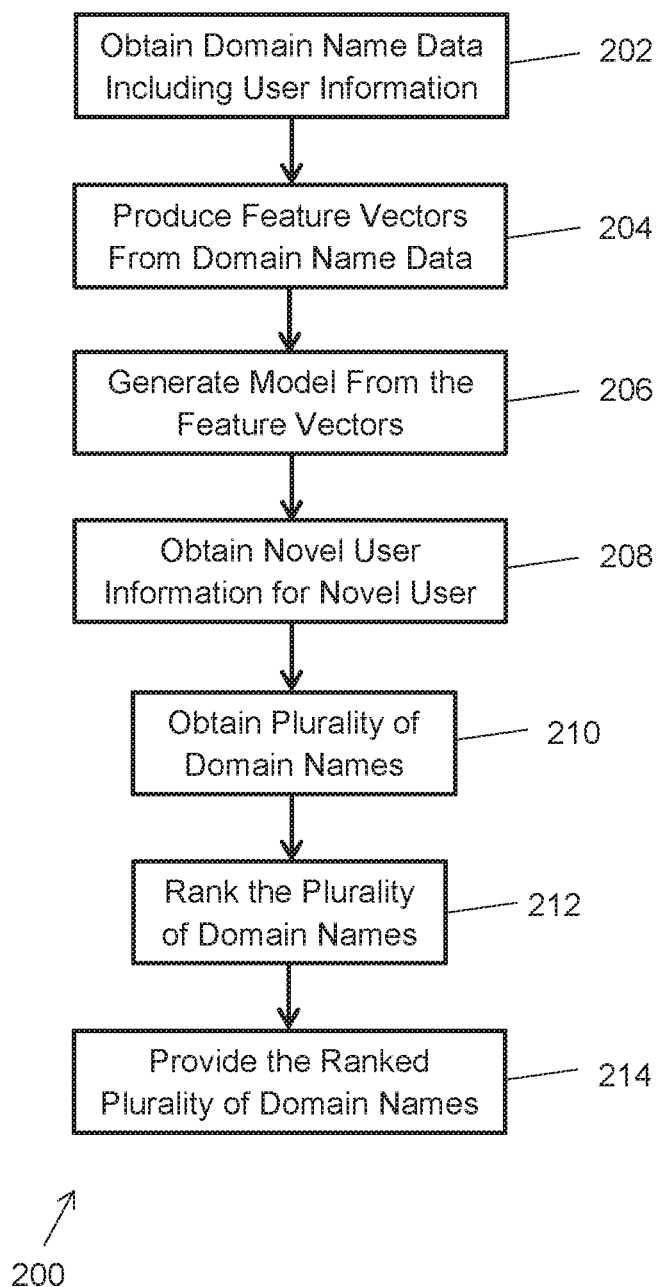 Obtain Domain Name Data
Including User Information
202
Produce Feature Vectors
From Domain Name Data
204
Generate Model From the
Feature Vectors
206
Obtain Novel User
Information for Novel User
208
Obtain Plurality of
Domain Names
210
Rank the Plurality
of Domain Names
212
Provide the Ranked
Plurality of Domain Names
214
200